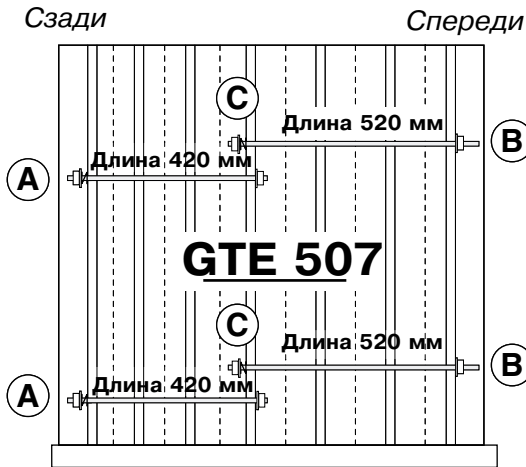 Сзади
Спереди
C
Длина 520 мм
B
Длина 420 мм
A
GTE 507
C
Длина 520 мм
B
Длина 420 мм
A